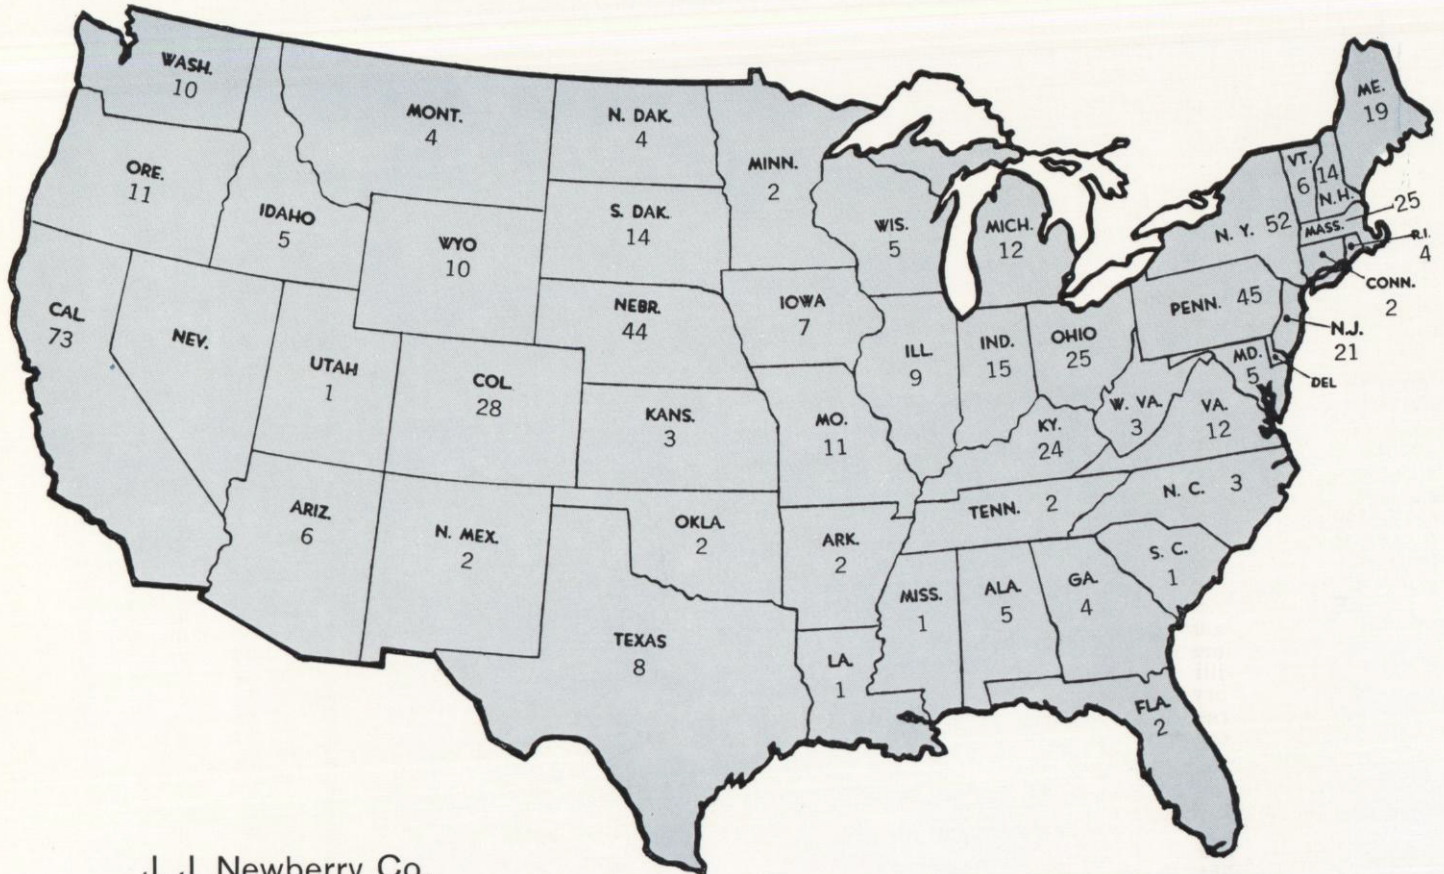 WASH.
10
ORE.
11
CAL.
73
NEV.
IDAHO
5
MONT.
4
WYO
10
UTAH
1
COL.
28
ARIZ.
6
N. MEX.
2
N. DAK.
4
S. DAK.
14
NEBR.
44
KANS.
3
OKLA.
2
TEXAS
8
MINN.
2
IOWA
7
MO.
11
ARK.
2
LA.
1
WIS.
5
ILL.
9
MICH.
12
IND.
15
OHIO
25
KY.
24
TENN. 2
MISS.
1
ALA.
5
GA.
4
FLA.
2
S. C.
1
N. C. 3
VA.
12
W. VA.
3
MD.
5
DEL
PENN. 45
N.J.
21
N. Y. 52
CONN.
2
R.I.
4
MASS.
25
VT.
6
14
N.H.
ME.
19
J. J. Newberry Co.